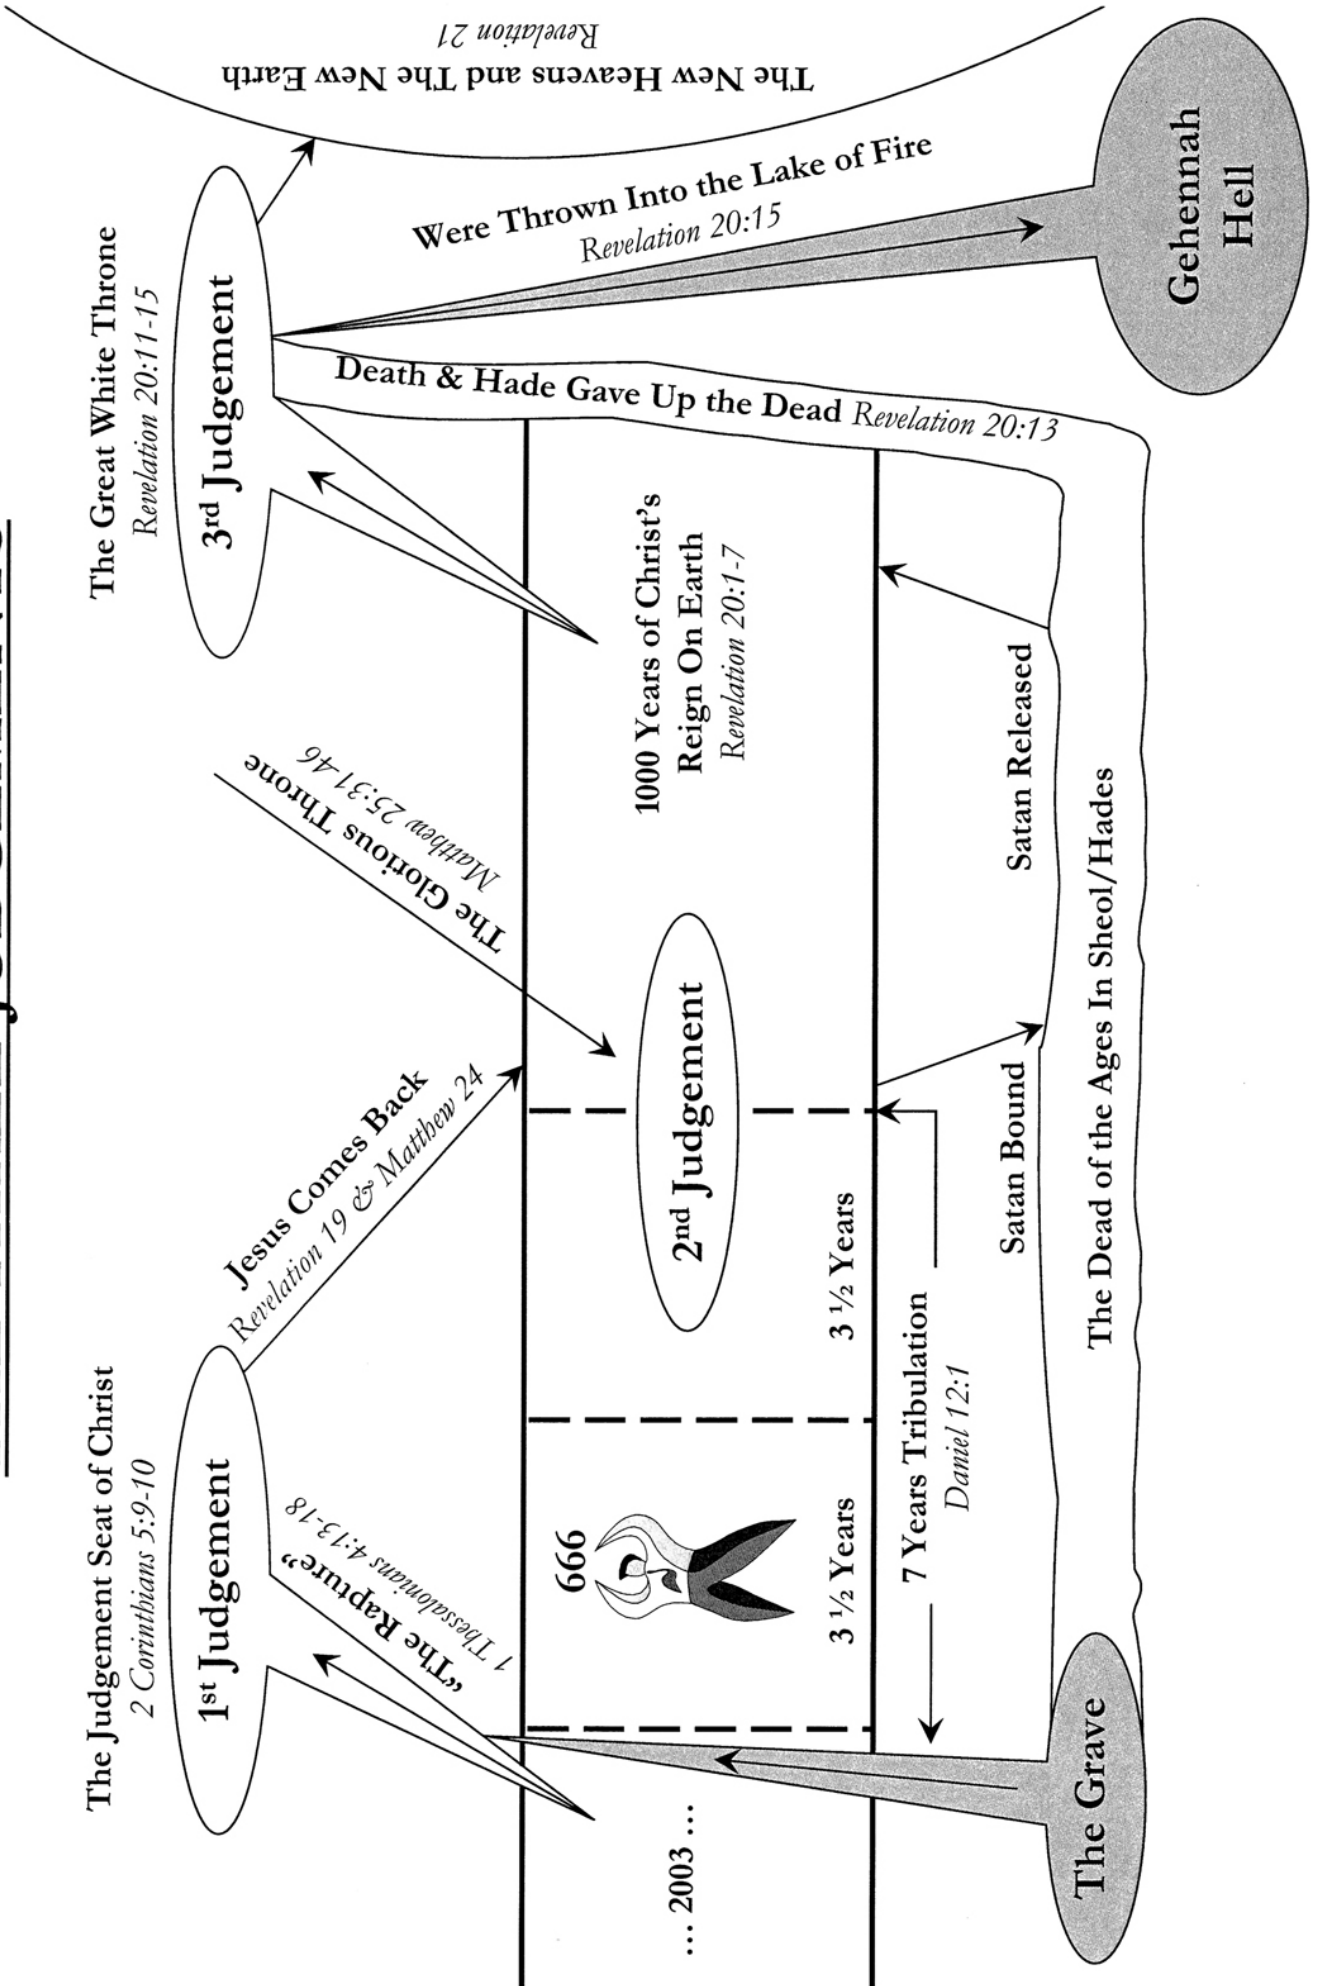 The Judgement Seat of Christ
2 Corinthians 5:9-10
1st Judgement
"The Rapture"
1 Thessalonians 4:13-18
Jesus Comes Back
Revelation 19 & Matthew 24
The Glorious Throne
Matthew 25:31-46
The Great White Throne
Revelation 20:11-15
3rd Judgement
The New Heavens and The New Earth
Revelation 21
... 2003 ...
666
3 ½ Years
3 ½ Years
2nd Judgement
1000 Years of Christ's
Reign On Earth
Revelation 20:1-7
Death & Hade Gave Up the Dead Revelation 20:13
Were Thrown Into the Lake of Fire
Revelation 20:15
7 Years Tribulation
Daniel 12:1
Satan Bound
Satan Released
The Grave
The Dead of the Ages In Sheol/Hades
Gehennah
Hell